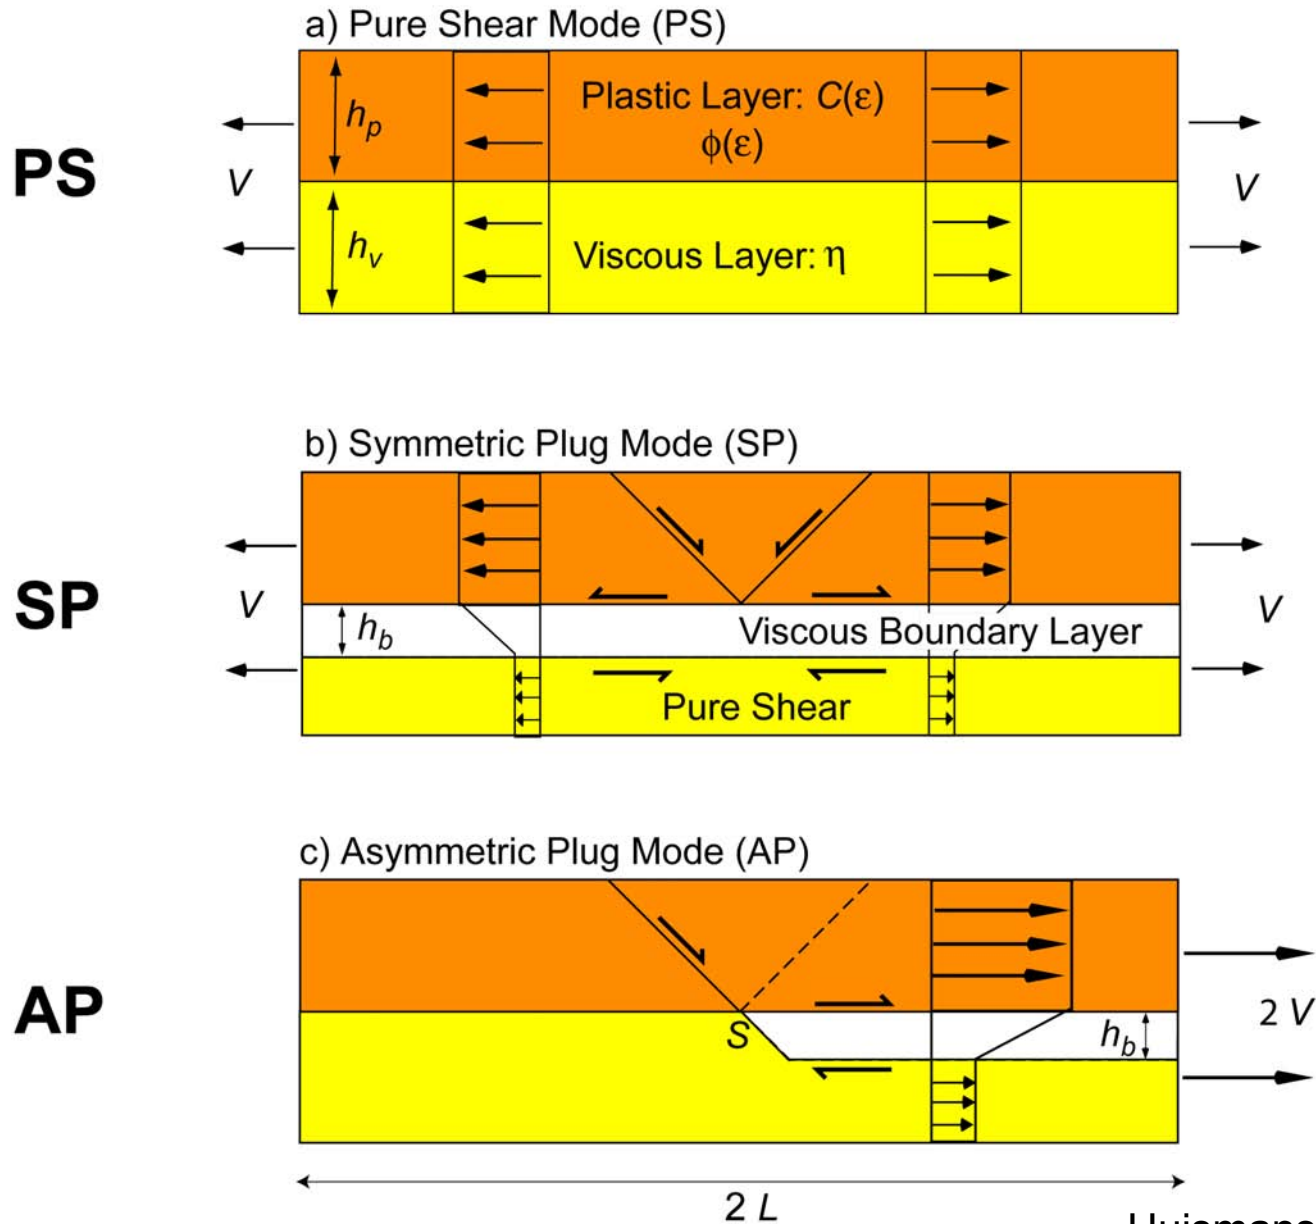 a) Pure Shear Mode (PS)
PS
V
h_p
h_v
Plastic Layer: C(ε)
ϕ(ε)
Viscous Layer: η
V
b) Symmetric Plug Mode (SP)
SP
V
h_b
Viscous Boundary Layer
Pure Shear
V
c) Asymmetric Plug Mode (AP)
AP
S
h_b
2 V
2 L